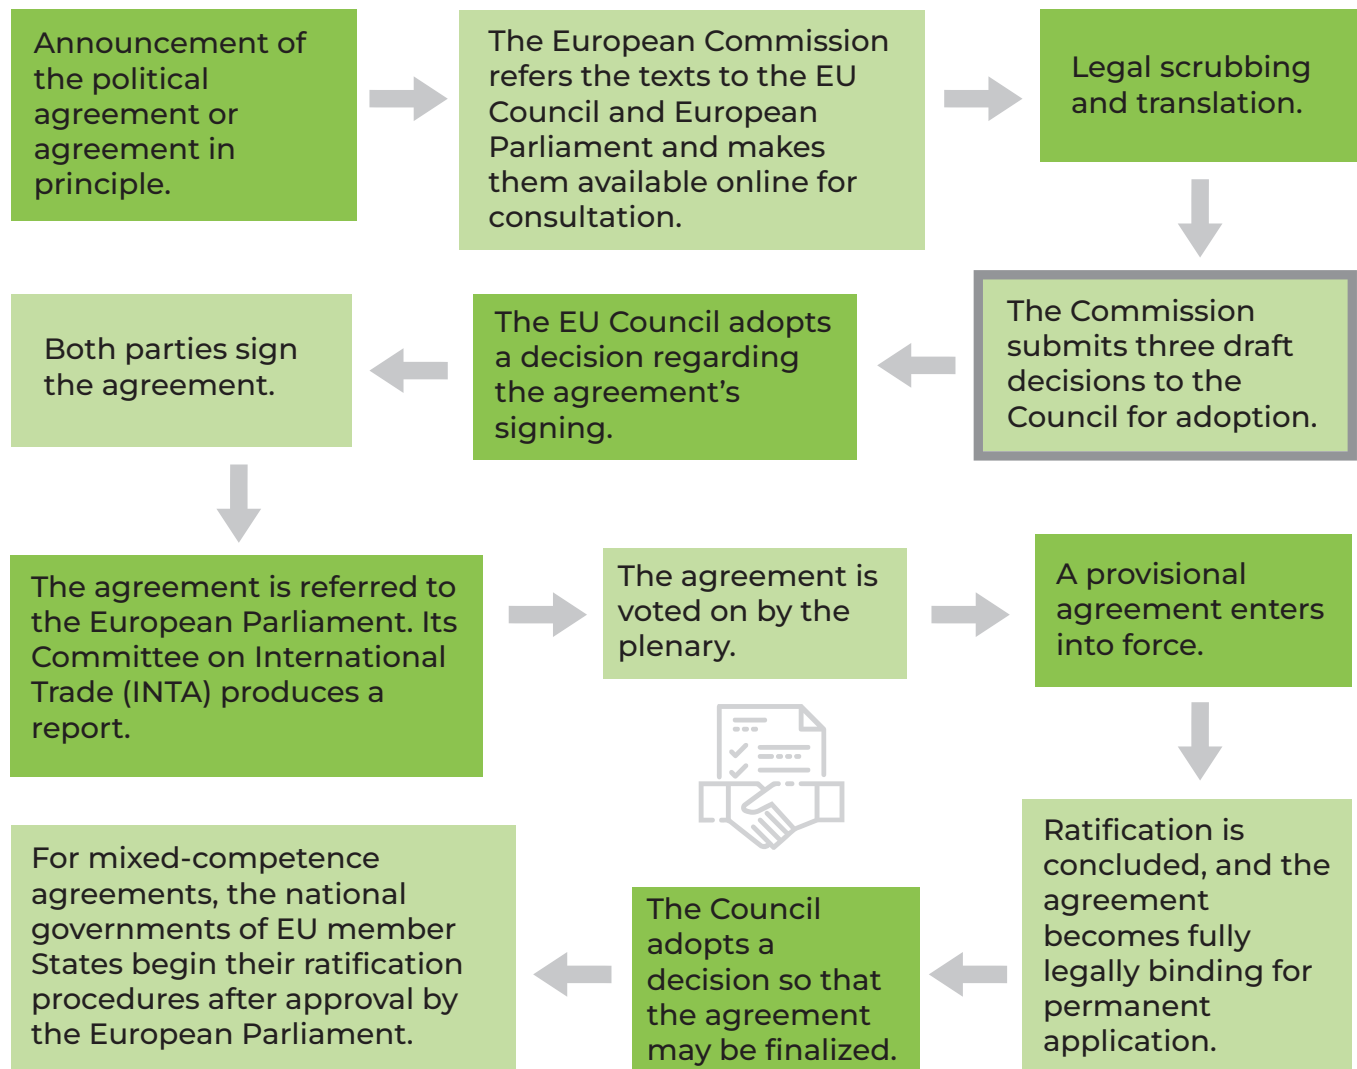 Announcement of
the political
agreement or
agreement in
principle.
The European Commission
refers the texts to the EU
Council and European
Parliament and makes
them available online for
consultation.
Legal scrubbing
and translation.
The Commission
submits three draft
decisions to the
Council for adoption.
The EU Council adopts
a decision regarding
the agreement’s
signing.
Both parties sign
the agreement.
The agreement is referred to
the European Parliament. Its
Committee on International
Trade (INTA) produces a
report.
The agreement is
voted on by the
plenary.
A provisional
agreement enters
into force.
Ratification is
concluded, and the
agreement
becomes fully
legally binding for
permanent
application.
The Council
adopts a
decision so that
the agreement
may be finalized.
For mixed-competence
agreements, the national
governments of EU member
States begin their ratification
procedures after approval by
the European Parliament.